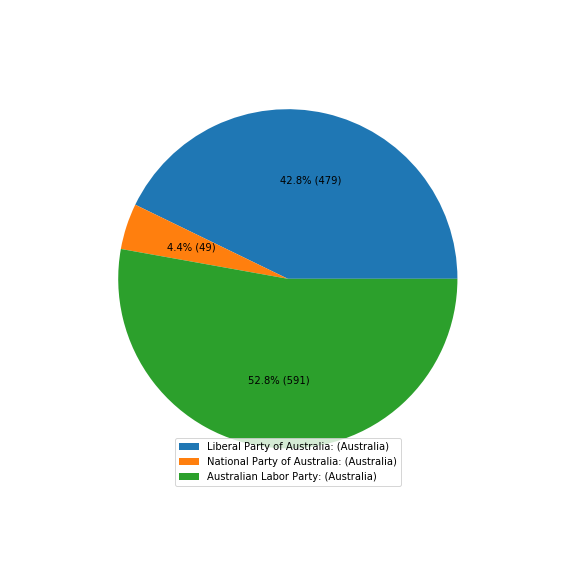 42.8% (479)
4.4% (49)
52.8% (591)
Liberal Party of Australia: (Australia)
National Party of Australia: (Australia)
Australian Labor Party: (Australia)